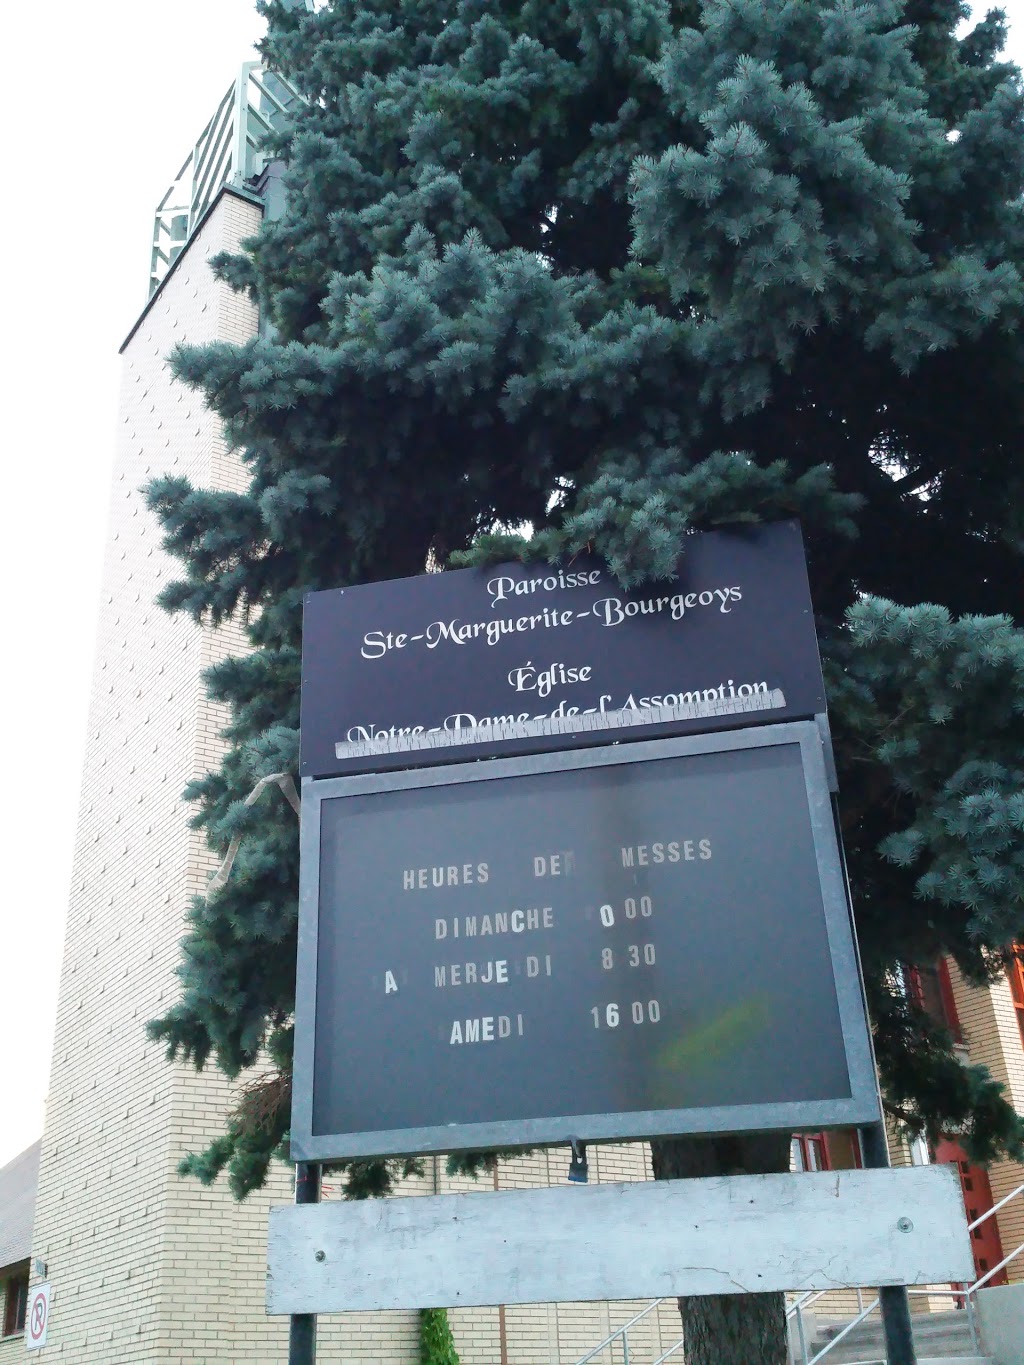 Paroisse
Ste-Marguerite-Bourgeoys
Église
Notre-Dame-de-l'Assomption
HEURES DE MESSES
DIMANCHE 0 00
A MERJE DI 8 30
AMEDI 16 00
P